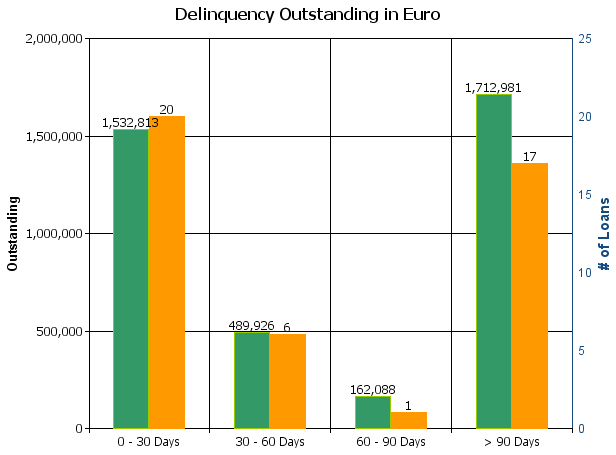 Delinquency Outstanding in Euro
2,000,000
1,500,000
1,000,000
500,000
0
Outstanding
1,532,813
20
489,926
6
162,088
1
1,712,981
17
25
20
15
10
5
0
# of Loans
0 - 30 Days
30 - 60 Days
60 - 90 Days
> 90 Days